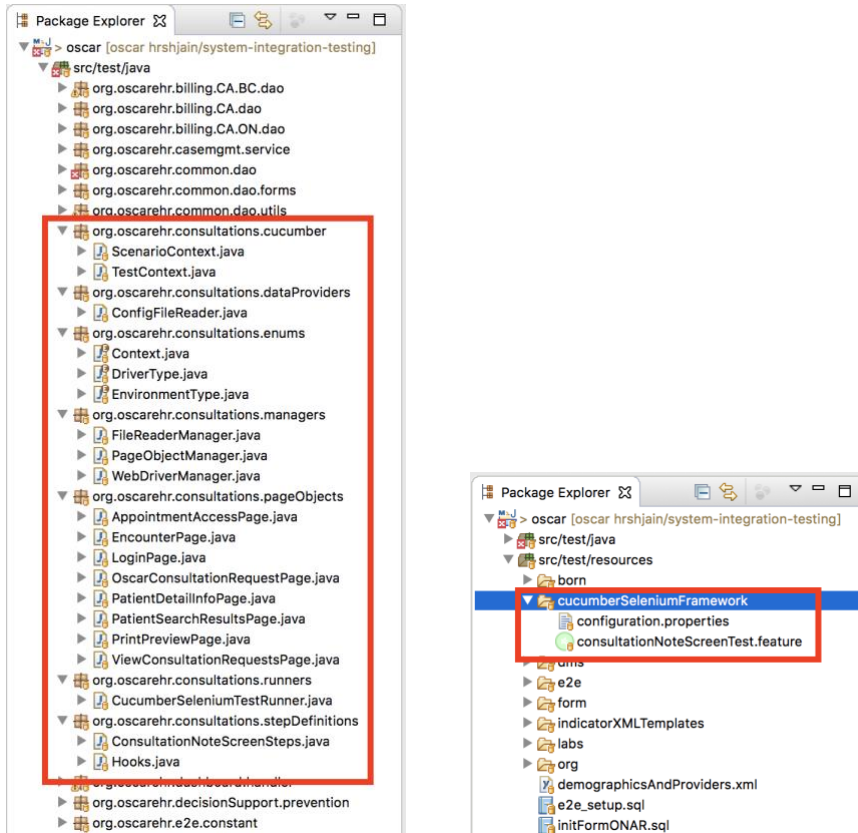 Package Explorer
> oscar [oscar hrshjain/system-integration-testing]
src/test/java
org.oscarehr.billing.CA.BC.dao
org.oscarehr.billing.CA.dao
org.oscarehr.billing.CA.ON.dao
org.oscarehr.casemgmt.service
org.oscarehr.common.dao
org.oscarehr.common.dao.forms
org.oscarehr.common.dao.utils
org.oscarehr.consultations.cucumber
ScenarioContext.java
TestContext.java
org.oscarehr.consultations.dataProviders
ConfigFileReader.java
org.oscarehr.consultations.enums
Context.java
DriverType.java
EnvironmentType.java
org.oscarehr.consultations.managers
FileReaderManager.java
PageObjectManager.java
WebDriverManager.java
org.oscarehr.consultations.pageObjects
AppointmentAccessPage.java
EncounterPage.java
LoginPage.java
OscarConsultationRequestPage.java
PatientDetailInfoPage.java
PatientSearchResultsPage.java
PrintPreviewPage.java
ViewConsultationRequestsPage.java
org.oscarehr.consultations.runners
CucumberSeleniumTestRunner.java
org.oscarehr.consultations.stepDefinitions
ConsultationNoteScreenSteps.java
Hooks.java
org.oscarehr.dashboard.handler
org.oscarehr.decisionSupport.prevention
org.oscarehr.e2e.constant
Package Explorer
> oscar [oscar hrshjain/system-integration-testing]
src/test/java
src/test/resources
born
cucumberSeleniumFramework
configuration.properties
consultationNoteScreenTest.feature
dms
e2e
form
indicatorXMLTemplates
labs
org
demographicsAndProviders.xml
e2e_setup.sql
initFormONAR.sql